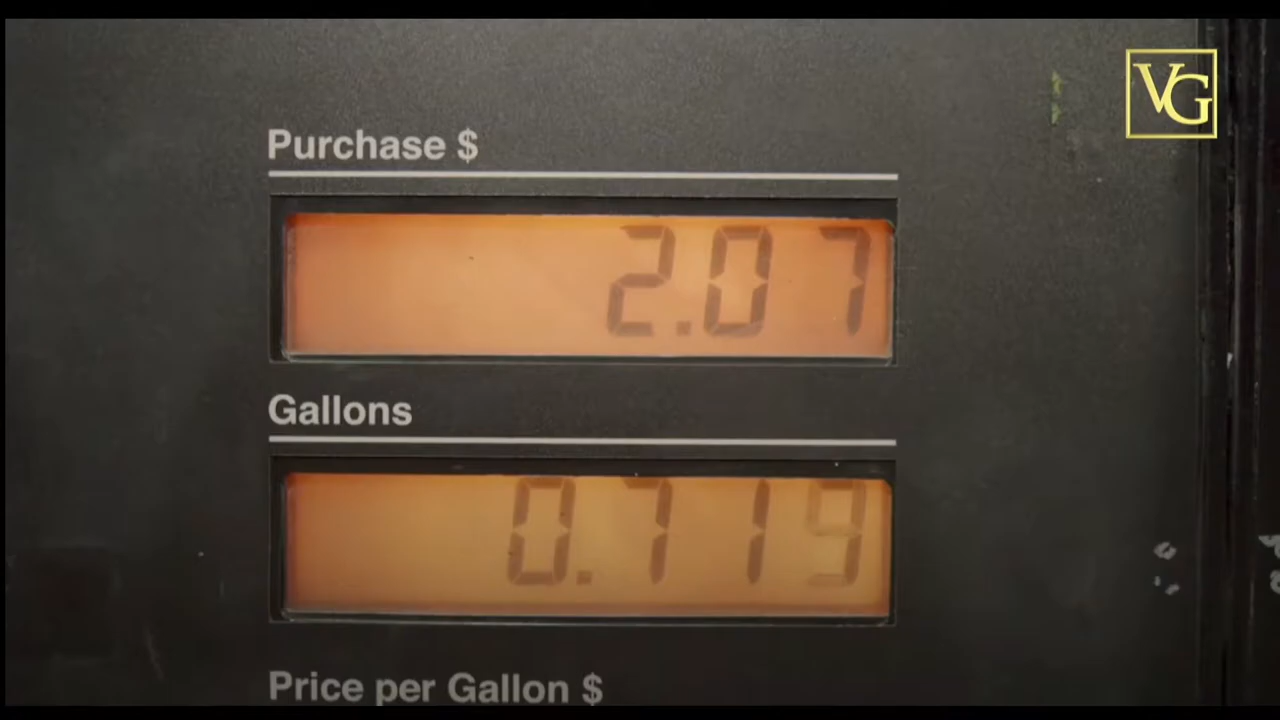 VG
Purchase $
2.07
Gallons
0.719
Price per Gallon $